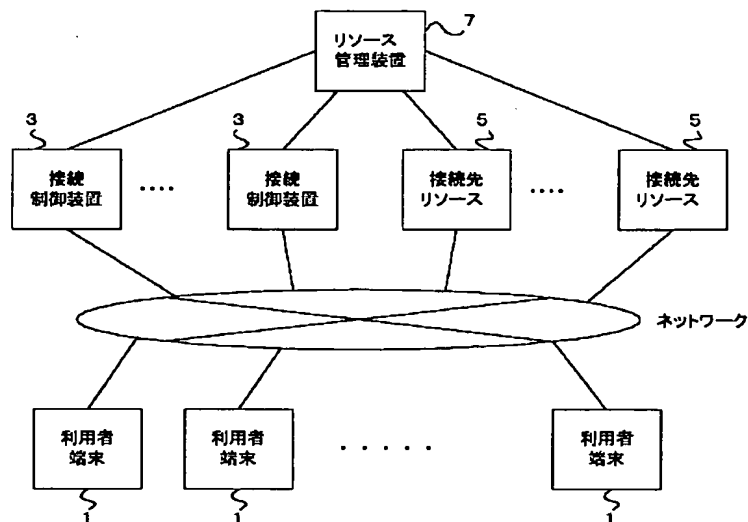 7
リソース
管理装置
3
3
5
5
接続
制御装置
‥‥
接続
制御装置
接続先
リソース
‥‥
接続先
リソース
ネットワーク
利用者
端末
利用者
端末
・・・・・
利用者
端末
1
1
1